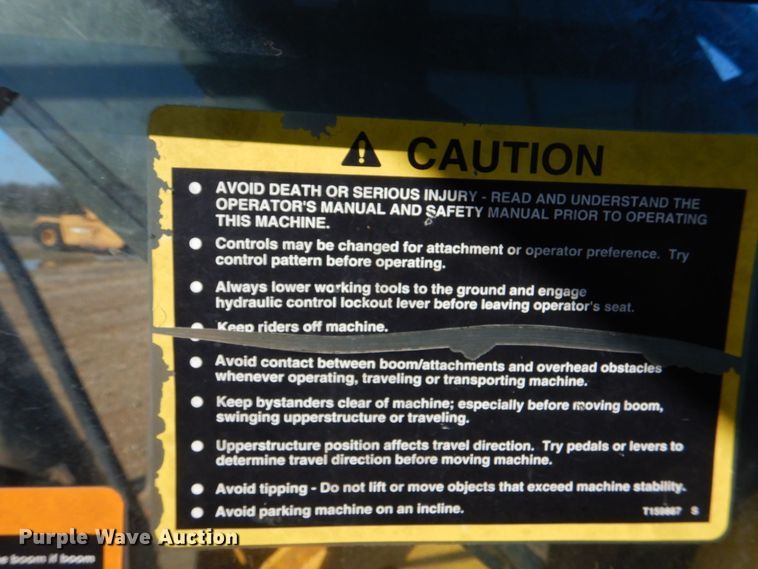 CAUTION
AVOID DEATH OR SERIOUS INJURY - READ AND UNDERSTAND THE
OPERATOR'S MANUAL AND SAFETY MANUAL PRIOR TO OPERATING
THIS MACHINE.
Controls may be changed for attachment or operator preference. Try
control pattern before operating.
Always lower working tools to the ground and engage
hydraulic control lockout lever before leaving operator's seat.
Keep riders off machine.
Avoid contact between boom/attachments and overhead obstacles
whenever operating, traveling or transporting machine.
Keep bystanders clear of machine; especially before moving boom,
swinging upperstructure or traveling.
Upperstructure position affects travel direction. Try pedals or levers to
determine travel direction before moving machine.
Avoid tipping - Do not lift or move objects that exceed machine stability.
Avoid parking machine on an incline.
S
Purple Wave Auction
boom if boom